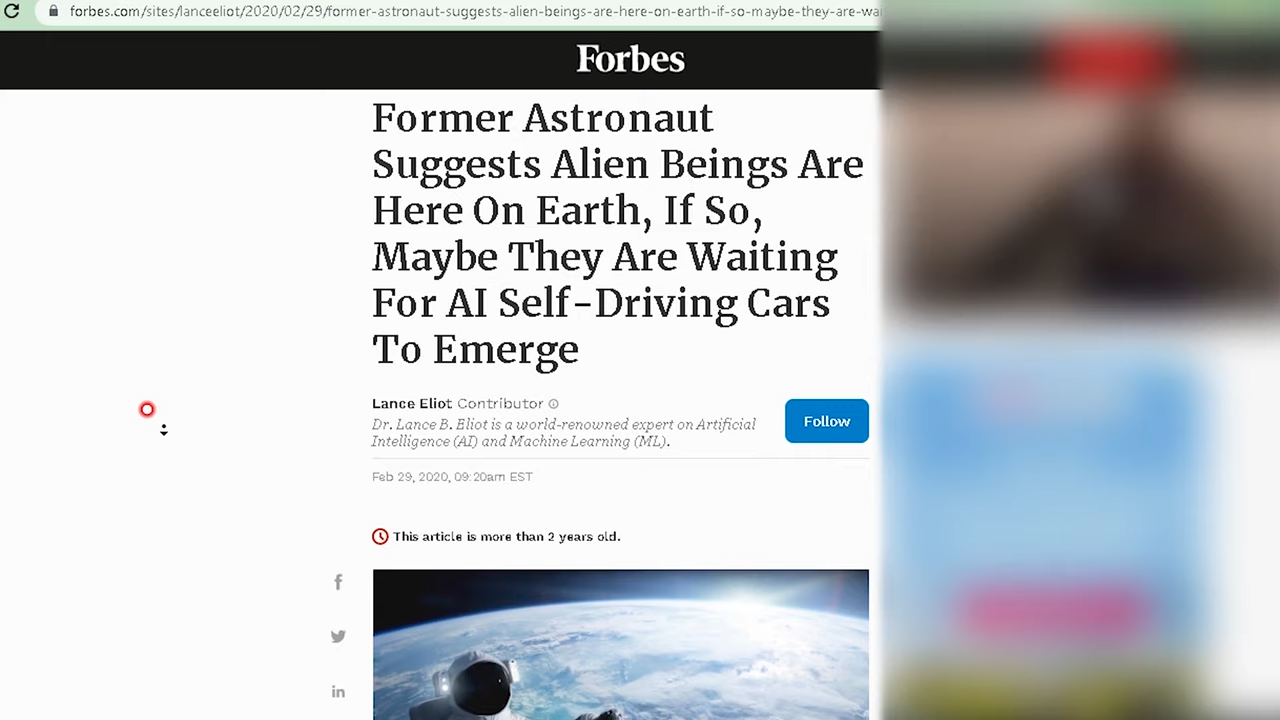 forbes.com/sites/lanceeliot/2020/02/29/former-astronaut-suggests-alien-beings-are-here-on-earth-if-so-maybe-they-are-wai
Forbes
Former Astronaut
Suggests Alien Beings Are
Here On Earth, If So,
Maybe They Are Waiting
For AI Self-Driving Cars
To Emerge
Lance Eliot Contributor
Dr. Lance B. Eliot is a world-renowned expert on Artificial
Intelligence (AI) and Machine Learning (ML).
Follow
Feb 29, 2020, 09:20am EST
This article is more than 2 years old.